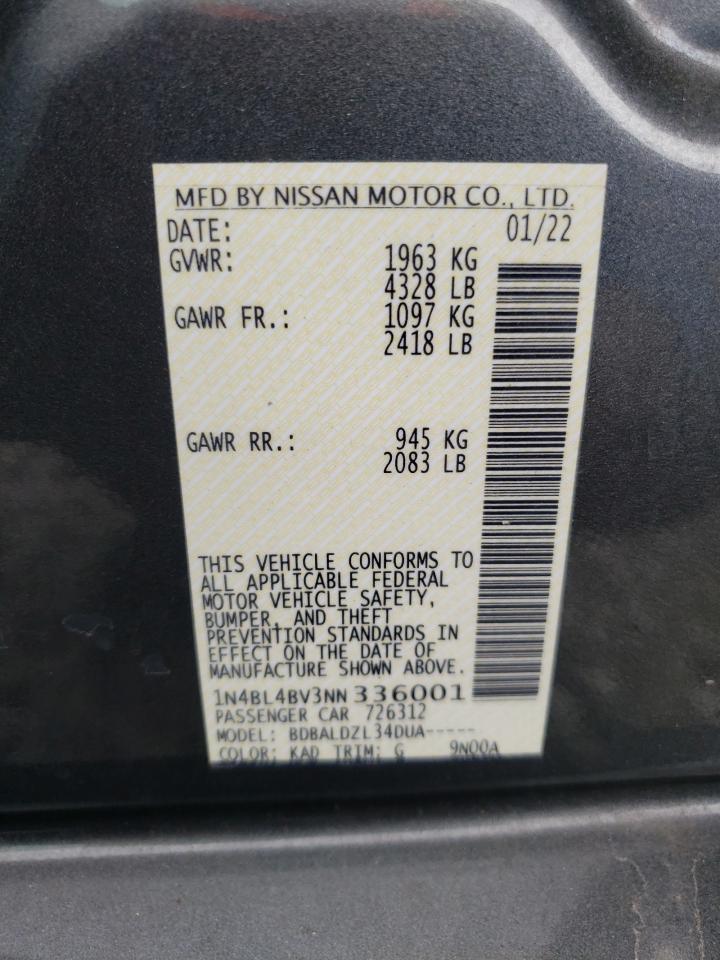 MFD BY NISSAN MOTOR CO., LTD.
DATE: 01/22
GVWR: 1963 KG
4328 LB
GAWR FR.: 1097 KG
2418 LB
GAWR RR.: 945 KG
2083 LB
THIS VEHICLE CONFORMS TO
ALL APPLICABLE FEDERAL
MOTOR VEHICLE SAFETY,
BUMPER, AND THEFT
PREVENTION STANDARDS IN
EFFECT ON THE DATE OF
MANUFACTURE SHOWN ABOVE.
1N4BL4BV3NN336001
PASSENGER CAR 726312
MODEL: BDBALDZL34DUA-----
COLOR: KAD TRIM: G 9N00A